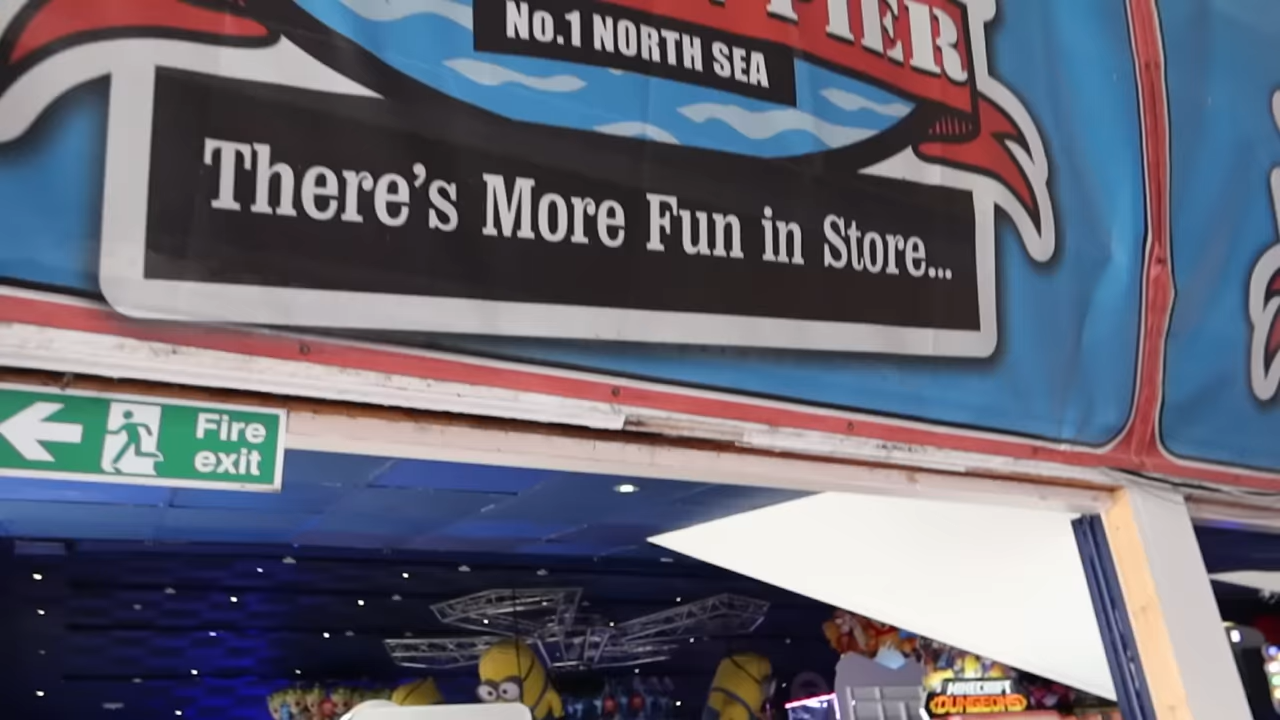 PIER
No.1 NORTH SEA
There's More Fun in Store...
Fire
exit
MINECRAFT
DUNGEONS